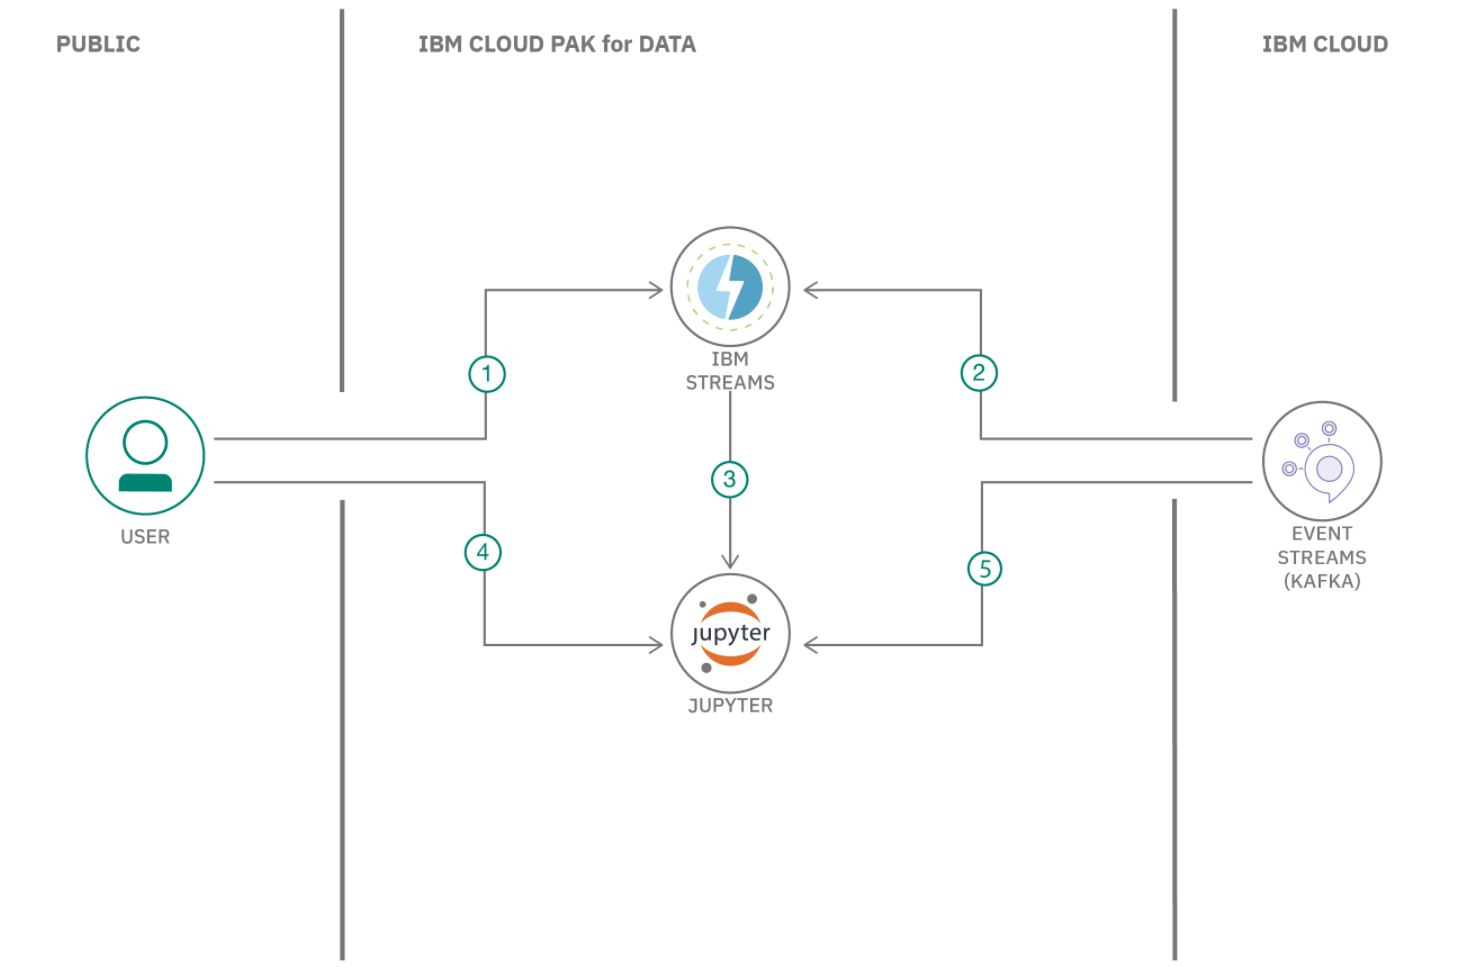 PUBLIC
IBM CLOUD PAK for DATA
IBM CLOUD
IBM
STREAMS
1
2
3
USER
EVENT
STREAMS
(KAFKA)
4
5
jupyter
JUPYTER